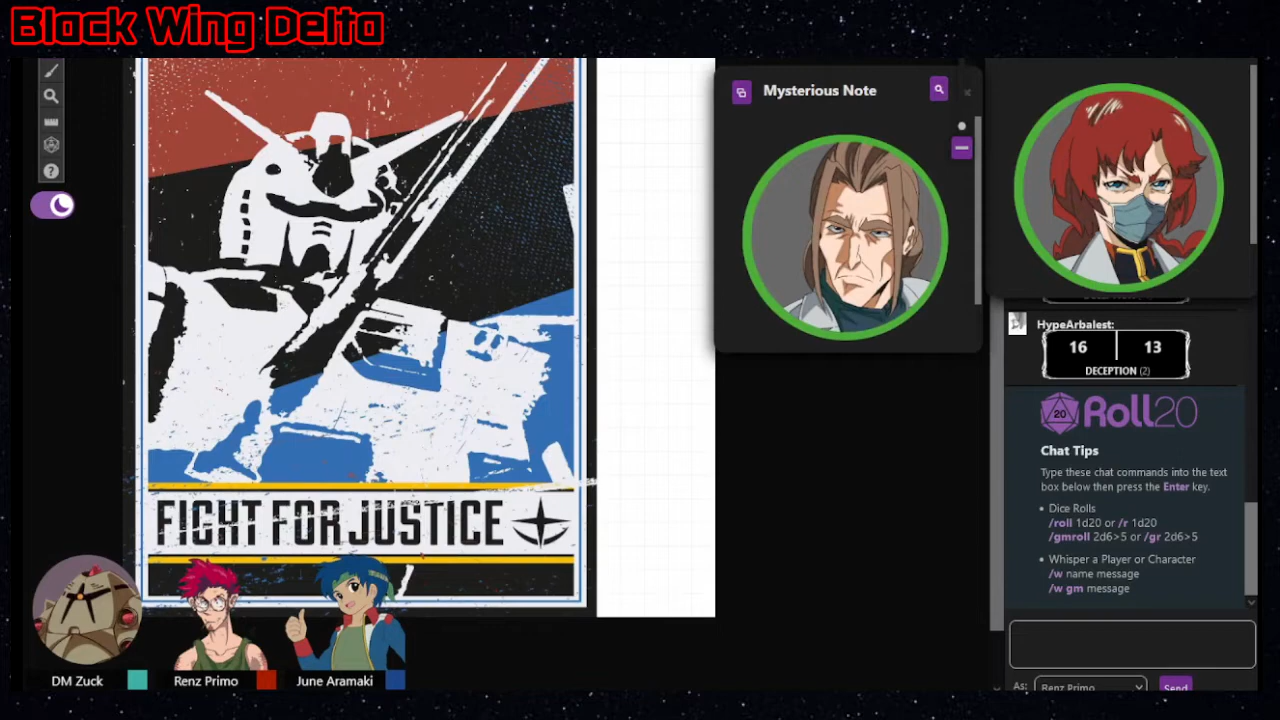 Black Wing Delta
Mysterious Note
HypeArbalest:
16 13
DECEPTION (2)
20
Roll20
Chat Tips
Type these chat commands into the text
box below then press the Enter key.
▪ Dice Rolls
/roll 1d20 or /r 1d20
/gmroll 2d6>5 or /gr 2d6>5
▪ Whisper a Player or Character
/w name message
/w gm message
FIGHT FOR JUSTICE
DM Zuck
Renz Primo
June Aramaki
As: Renz Primo
Send